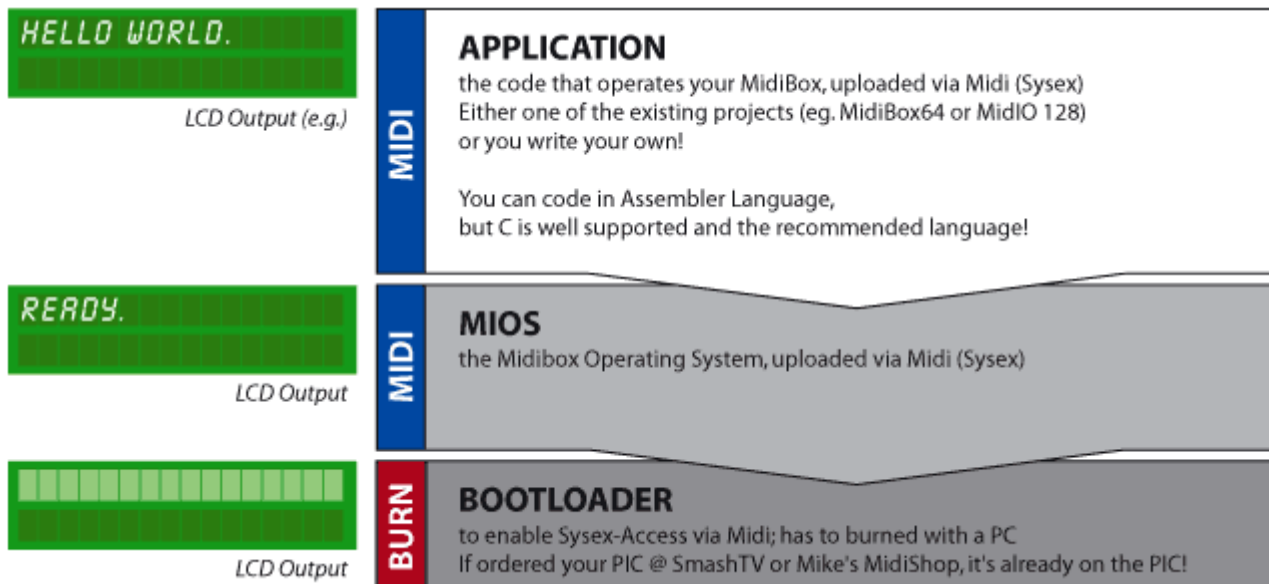 HELLO WORLD.
LCD Output (e.g.)
MIDI
APPLICATION
the code that operates your MidiBox, uploaded via Midi (Sysex)
Either one of the existing projects (eg. MidiBox64 or MidIO 128)
or you write your own!
You can code in Assembler Language,
but C is well supported and the recommended language!
READY.
LCD Output
MIDI
MIOS
the Midibox Operating System, uploaded via Midi (Sysex)
LCD Output
BURN
BOOTLOADER
to enable Sysex-Access via Midi; has to burned with a PC
If ordered your PIC @ SmashTV or Mike's MidiShop, it's already on the PIC!